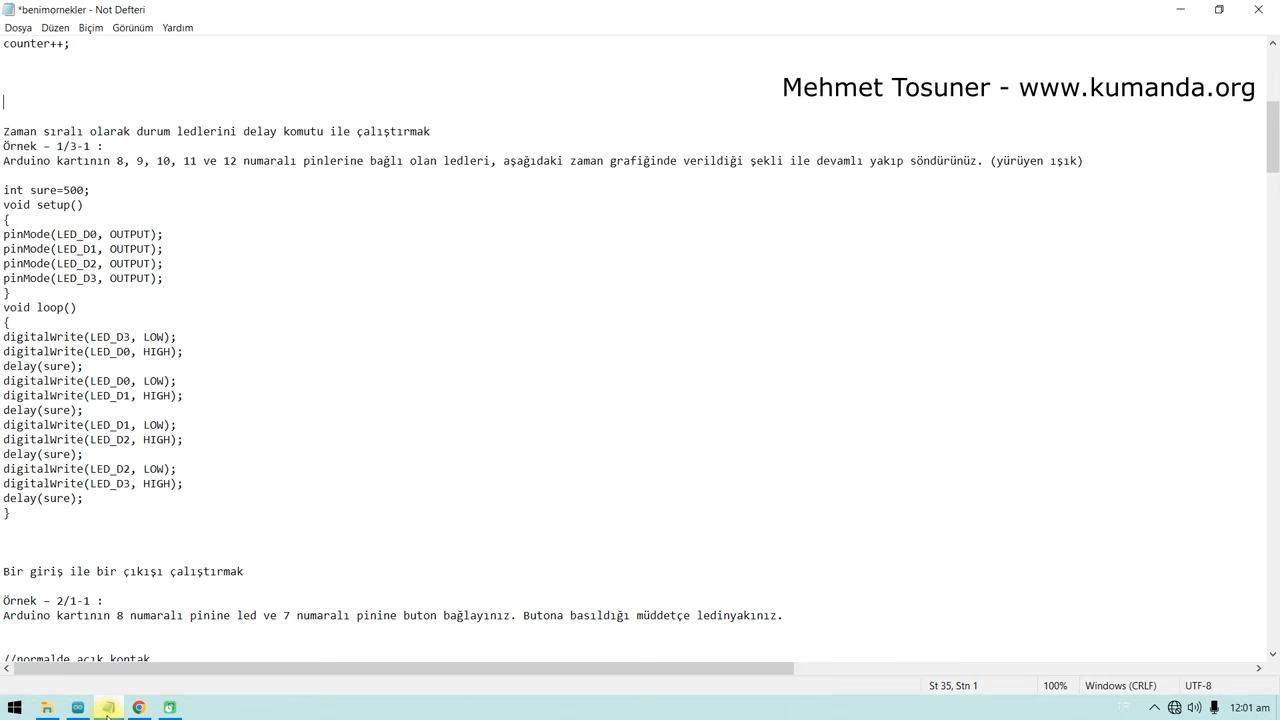 *benimornekler - Not Defteri
Dosya Düzen Biçim Görünüm Yardım
counter++;
Mehmet Tosuner - www.kumanda.org
Zaman sıralı olarak durum ledlerini delay komutu ile çalıştırmak
Örnek – 1/3-1 :
Arduino kartının 8, 9, 10, 11 ve 12 numaralı pinlerine bağlı olan ledleri, aşağıdaki zaman grafiğinde verildiği şekli ile devamlı yakıp söndürünüz. (yürüyen ışık)
int sure=500;
void setup()
{
pinMode(LED_D0, OUTPUT);
pinMode(LED_D1, OUTPUT);
pinMode(LED_D2, OUTPUT);
pinMode(LED_D3, OUTPUT);
}
void loop()
{
digitalWrite(LED_D3, LOW);
digitalWrite(LED_D0, HIGH);
delay(sure);
digitalWrite(LED_D0, LOW);
digitalWrite(LED_D1, HIGH);
delay(sure);
digitalWrite(LED_D1, LOW);
digitalWrite(LED_D2, HIGH);
delay(sure);
digitalWrite(LED_D2, LOW);
digitalWrite(LED_D3, HIGH);
delay(sure);
}
Bir giriş ile bir çıkışı çalıştırmak
Örnek – 2/1-1 :
Arduino kartının 8 numaralı pinine led ve 7 numaralı pinine buton bağlayınız. Butona basıldığı müddetçe ledinyakınız.
//normalde açık kontak
St 35, Stn 1 100% Windows (CRLF) UTF-8
12:01 am